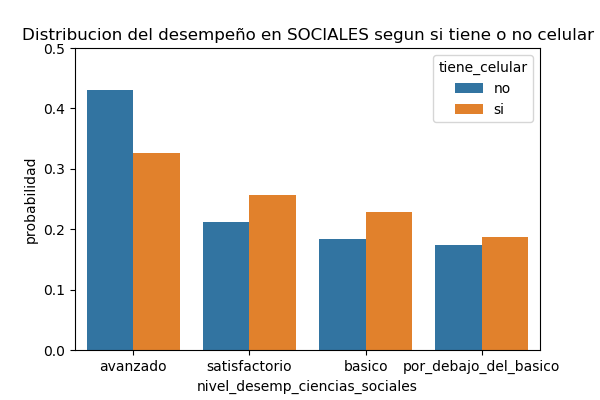 Distribucion del desempeño en SOCIALES segun si tiene o no celular
tiene_celular
no
si
probabilidad
0.5
0.4
0.3
0.2
0.1
0.0
avanzado
satisfactorio
basico
por_debajo_del_basico
nivel_desemp_ciencias_sociales